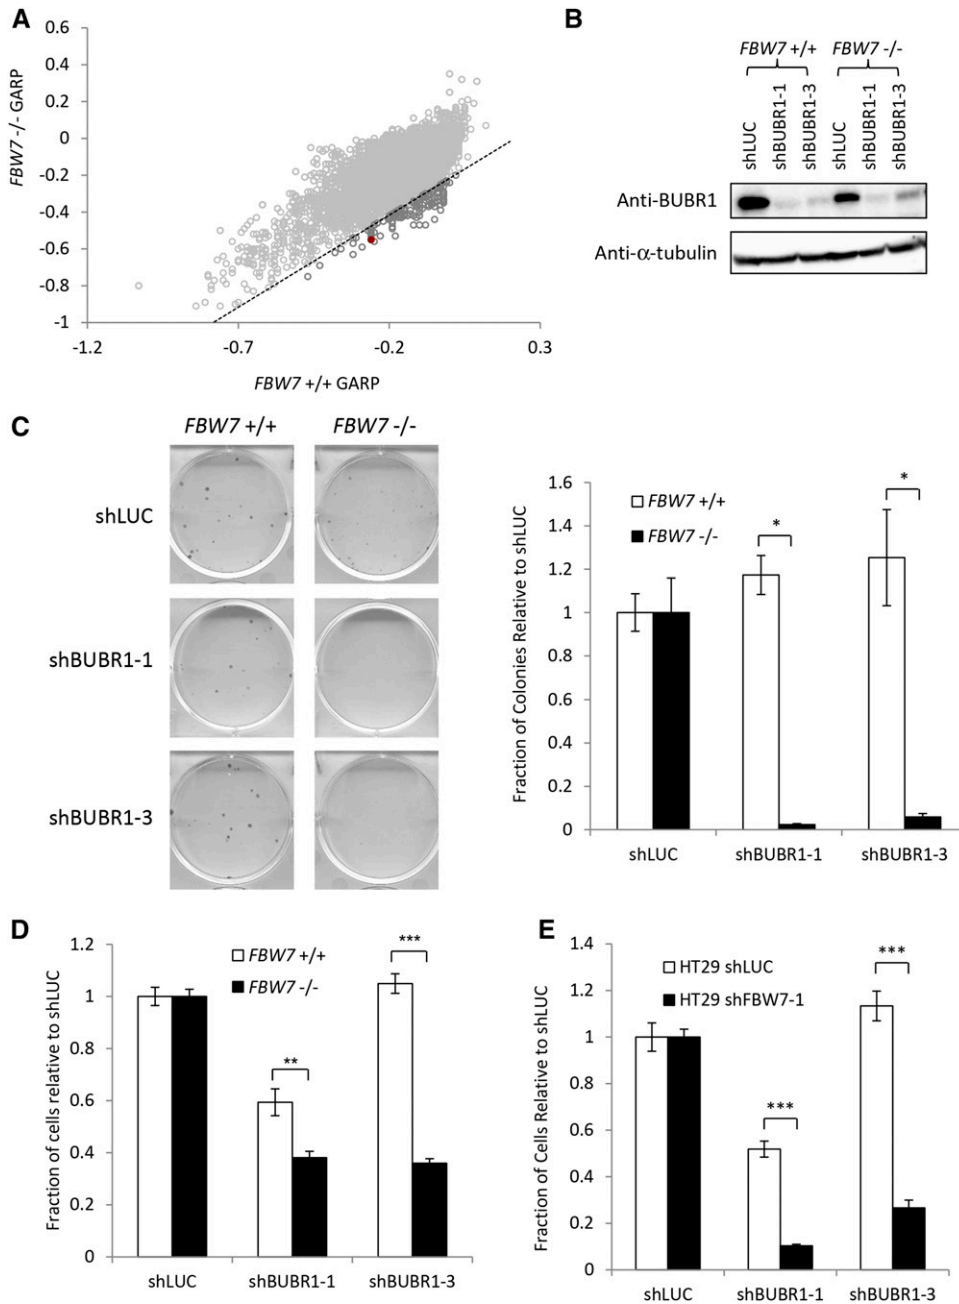 A
0.6
0.4
0.2
0
-0.2
-0.4
-0.6
-0.8
-1
-1.2
-0.7
-0.2
0.3
FBW7 -/- GARP
FBW7 +/+ GARP
B
FBW7 +/+
FBW7 -/-
shLUC
shBUBR1-1
shBUBR1-3
shLUC
shBUBR1-1
shBUBR1-3
Anti-BUBR1
Anti-α-tubulin
C
FBW7 +/+
FBW7 -/-
shLUC
shBUBR1-1
shBUBR1-3
Fraction of Colonies Relative to shLUC
1.6
1.4
1.2
1
0.8
0.6
0.4
0.2
0
FBW7 +/+
FBW7 -/-
*
*
shLUC
shBUBR1-1
shBUBR1-3
D
Fraction of cells relative to shLUC
1.2
1
0.8
0.6
0.4
0.2
0
FBW7 +/+
FBW7 -/-
**
***
shLUC
shBUBR1-1
shBUBR1-3
E
Fraction of Cells Relative to shLUC
1.4
1.2
1
0.8
0.6
0.4
0.2
0
HT29 shLUC
HT29 shFBW7-1
***
***
shLUC
shBUBR1-1
shBUBR1-3